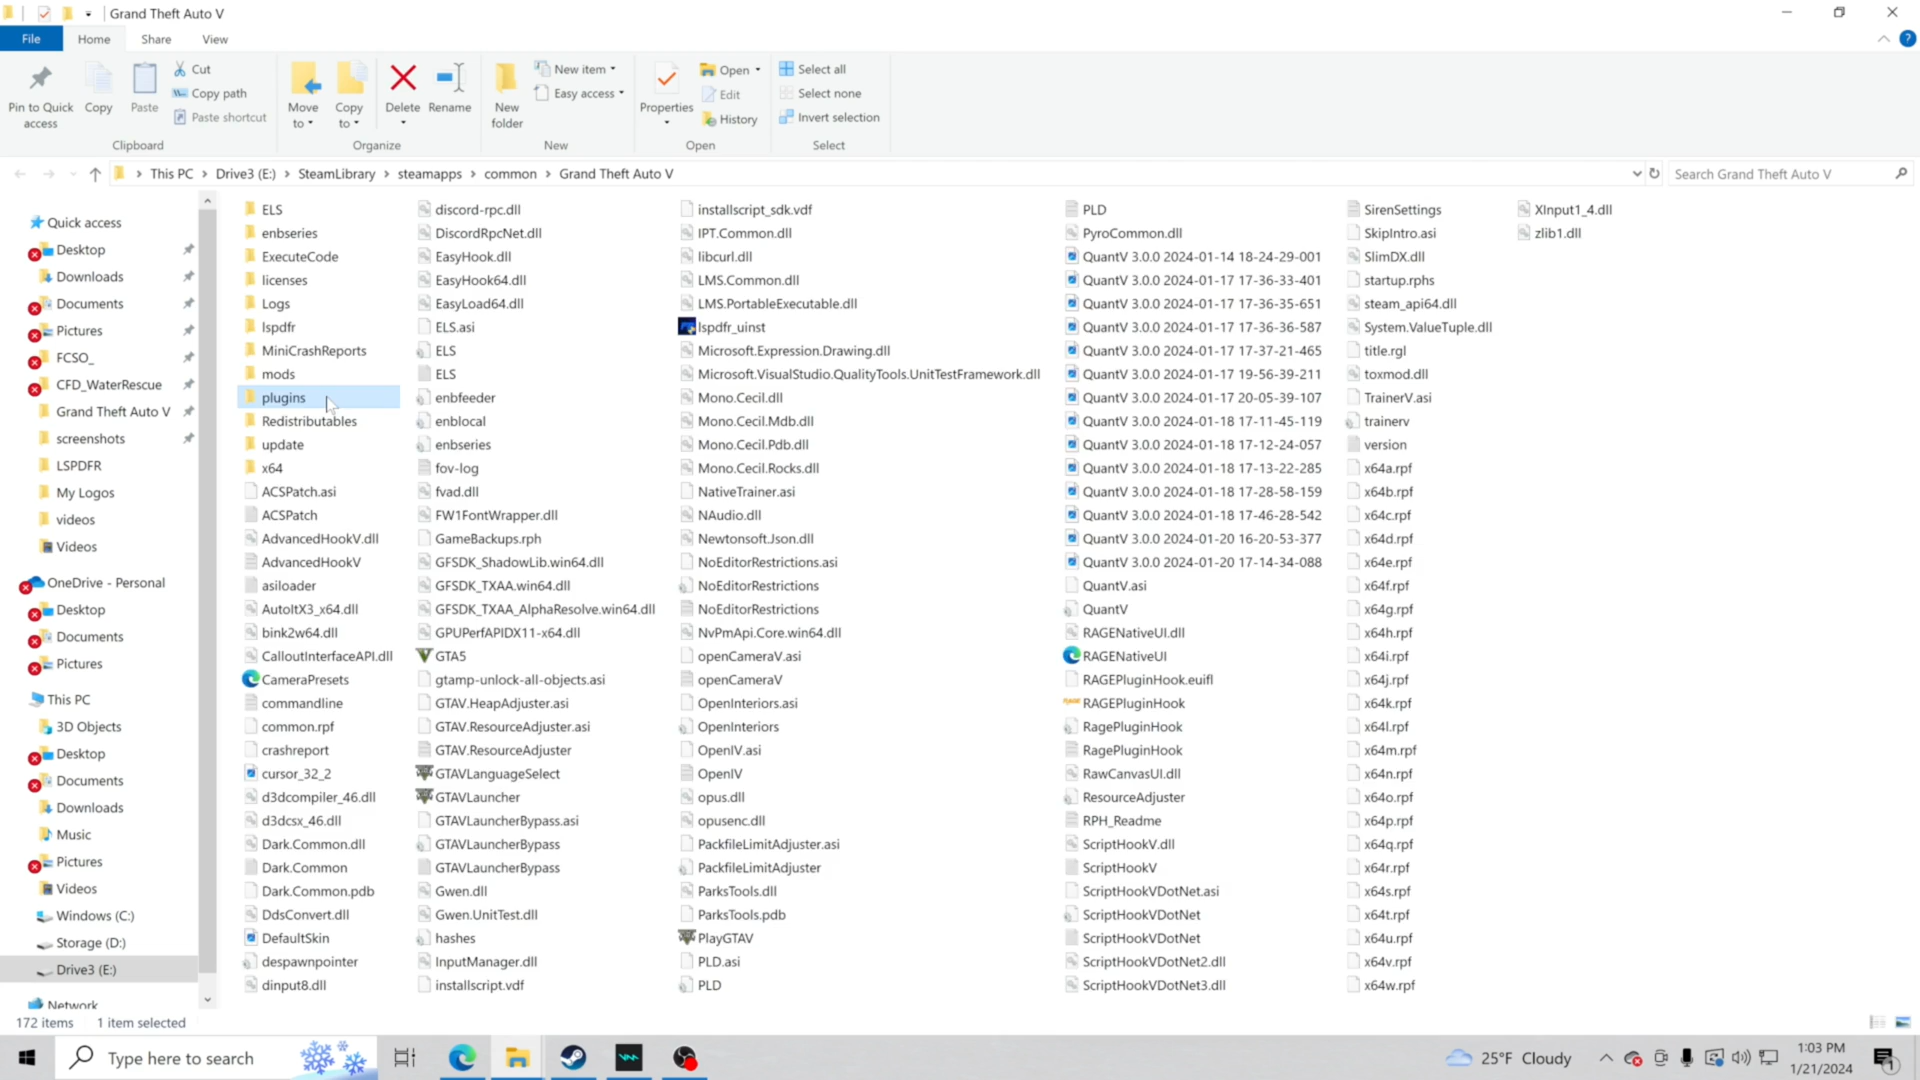 Grand Theft Auto V
File
Home
Share
View
Pin to Quick access
Copy
Paste
Cut
Copy path
Paste shortcut
Clipboard
Move to
Copy to
Delete
Rename
Organize
New folder
New item
Easy access
New
Properties
Open
Edit
History
Open
Select all
Select none
Invert selection
Select
This PC
Drive3 (E:)
SteamLibrary
steamapps
common
Grand Theft Auto V
Search Grand Theft Auto V
Quick access
Desktop
Downloads
Documents
Pictures
FCSO_
CFD_WaterRescue
Grand Theft Auto V
screenshots
LSPDFR
My Logos
videos
Videos
OneDrive - Personal
Desktop
Documents
Pictures
This PC
3D Objects
Desktop
Documents
Downloads
Music
Pictures
Videos
Windows (C:)
Storage (D:)
Drive3 (E:)
Network
ELS
enbseries
ExecuteCode
licenses
Logs
lspdfr
MiniCrashReports
mods
plugins
Redistributables
update
x64
ACSPatch.asi
ACSPatch
AdvancedHookV.dll
AdvancedHookV
asiloader
AutoItX3_x64.dll
bink2w64.dll
CalloutInterfaceAPI.dll
CameraPresets
commandline
common.rpf
crashreport
cursor_32_2
d3dcompiler_46.dll
d3dcsx_46.dll
Dark.Common.dll
Dark.Common
Dark.Common.pdb
DdsConvert.dll
DefaultSkin
despawnpointer
dinput8.dll
discord-rpc.dll
DiscordRpcNet.dll
EasyHook.dll
EasyHook64.dll
EasyLoad64.dll
ELS.asi
ELS
ELS
enbfeeder
enblocal
enbseries
fov-log
fvad.dll
FW1FontWrapper.dll
GameBackups.rph
GFSDK_ShadowLib.win64.dll
GFSDK_TXAA.win64.dll
GFSDK_TXAA_AlphaResolve.win64.dll
GPUPerfAPIDX11-x64.dll
GTA5
gtamp-unlock-all-objects.asi
GTAV.HeapAdjuster.asi
GTAV.ResourceAdjuster.asi
GTAV.ResourceAdjuster
GTAVLanguageSelect
GTAVLauncher
GTAVLauncherBypass.asi
GTAVLauncherBypass
GTAVLauncherBypass
Gwen.dll
Gwen.UnitTest.dll
hashes
InputManager.dll
installscript.vdf
installscript_sdk.vdf
IPT.Common.dll
libcurl.dll
LMS.Common.dll
LMS.PortableExecutable.dll
lspdfr_uinst
Microsoft.Expression.Drawing.dll
Microsoft.VisualStudio.QualityTools.UnitTestFramework.dll
Mono.Cecil.dll
Mono.Cecil.Mdb.dll
Mono.Cecil.Pdb.dll
Mono.Cecil.Rocks.dll
NativeTrainer.asi
NAudio.dll
Newtonsoft.Json.dll
NoEditorRestrictions.asi
NoEditorRestrictions
NoEditorRestrictions
NvPmApi.Core.win64.dll
openCameraV.asi
openCameraV
OpenInteriors.asi
OpenInteriors
OpenIV.asi
OpenIV
opus.dll
opusenc.dll
PackfileLimitAdjuster.asi
PackfileLimitAdjuster
ParksTools.dll
ParksTools.pdb
PlayGTAV
PLD.asi
PLD
PLD
PyroCommon.dll
QuantV 3.0.0 2024-01-14 18-24-29-001
QuantV 3.0.0 2024-01-17 17-36-33-401
QuantV 3.0.0 2024-01-17 17-36-35-651
QuantV 3.0.0 2024-01-17 17-36-36-587
QuantV 3.0.0 2024-01-17 17-37-21-465
QuantV 3.0.0 2024-01-17 19-56-39-211
QuantV 3.0.0 2024-01-17 20-05-39-107
QuantV 3.0.0 2024-01-18 17-11-45-119
QuantV 3.0.0 2024-01-18 17-12-24-057
QuantV 3.0.0 2024-01-18 17-13-22-285
QuantV 3.0.0 2024-01-18 17-28-58-159
QuantV 3.0.0 2024-01-18 17-46-28-542
QuantV 3.0.0 2024-01-20 16-20-53-377
QuantV 3.0.0 2024-01-20 17-14-34-088
QuantV.asi
QuantV
RAGENativeUI.dll
RAGENativeUI
RAGEPluginHook.euifl
RAGEPluginHook
RagePluginHook
RagePluginHook
RawCanvasUI.dll
ResourceAdjuster
RPH_Readme
ScriptHookV.dll
ScriptHookV
ScriptHookVDotNet.asi
ScriptHookVDotNet
ScriptHookVDotNet
ScriptHookVDotNet2.dll
ScriptHookVDotNet3.dll
SirenSettings
SkipIntro.asi
SlimDX.dll
startup.rphs
steam_api64.dll
System.ValueTuple.dll
title.rgl
toxmod.dll
TrainerV.asi
trainerv
version
x64a.rpf
x64b.rpf
x64c.rpf
x64d.rpf
x64e.rpf
x64f.rpf
x64g.rpf
x64h.rpf
x64i.rpf
x64j.rpf
x64k.rpf
x64l.rpf
x64m.rpf
x64n.rpf
x64o.rpf
x64p.rpf
x64q.rpf
x64r.rpf
x64s.rpf
x64t.rpf
x64u.rpf
x64v.rpf
x64w.rpf
XInput1_4.dll
zlib1.dll
172 items
1 item selected
Type here to search
25°F Cloudy
1:03 PM
1/21/2024